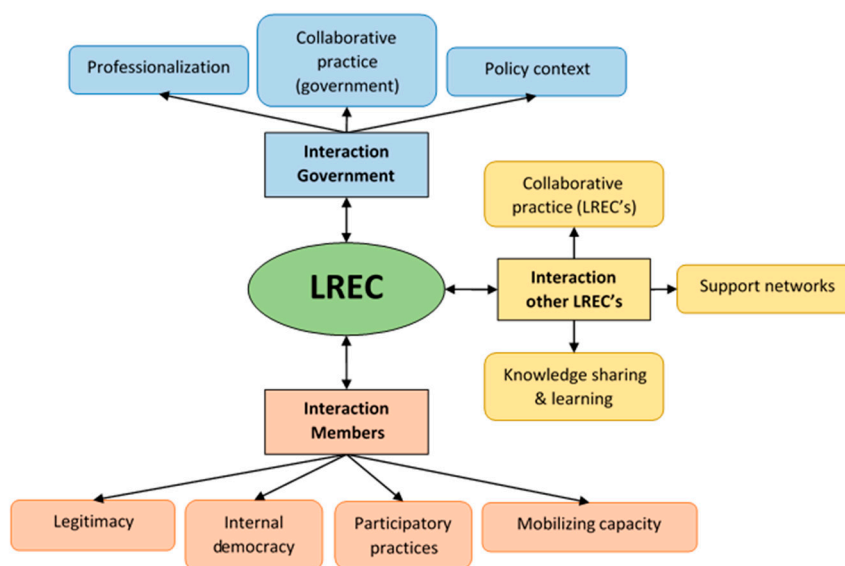 Professionalization
Collaborative
practice
(government)
Policy context
Interaction
Government
Collaborative
practice (LREC's)
LREC
Interaction
other LREC's
Support networks
Knowledge sharing
& learning
Interaction
Members
Legitimacy
Internal
democracy
Participatory
practices
Mobilizing capacity